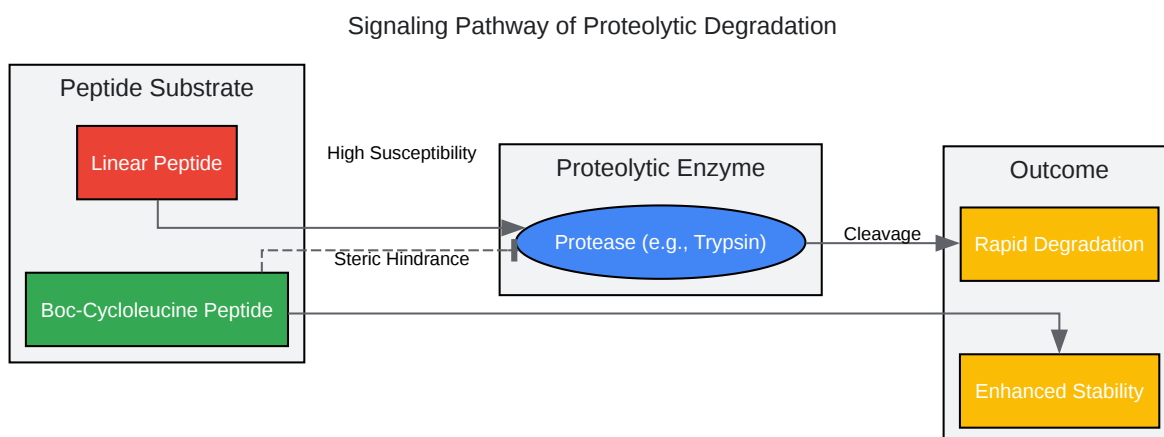 Signaling Pathway of Proteolytic Degradation
Peptide Substrate
Linear Peptide
Boc-Cycloleucine Peptide
High Susceptibility
Steric Hindrance
Proteolytic Enzyme
Protease (e.g., Trypsin)
Cleavage
Outcome
Rapid Degradation
Enhanced Stability